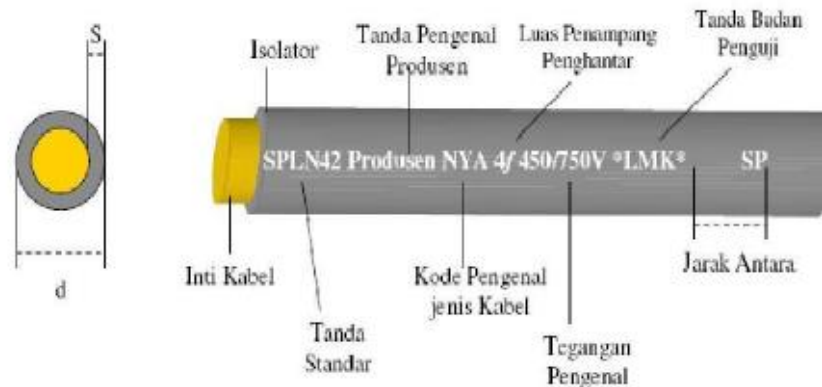 S
d
Isolator
Tanda Pengenal
Produsen
Luas Penampang
Penghantar
Tanda Badan
Penguji
SPLN42 Produsen NYA 4f 450/750V *LMK* SP
Inti Kabel
Tanda
Standar
Kode Pengenal
jenis Kabel
Tegangan
Pengenal
Jarak Antara